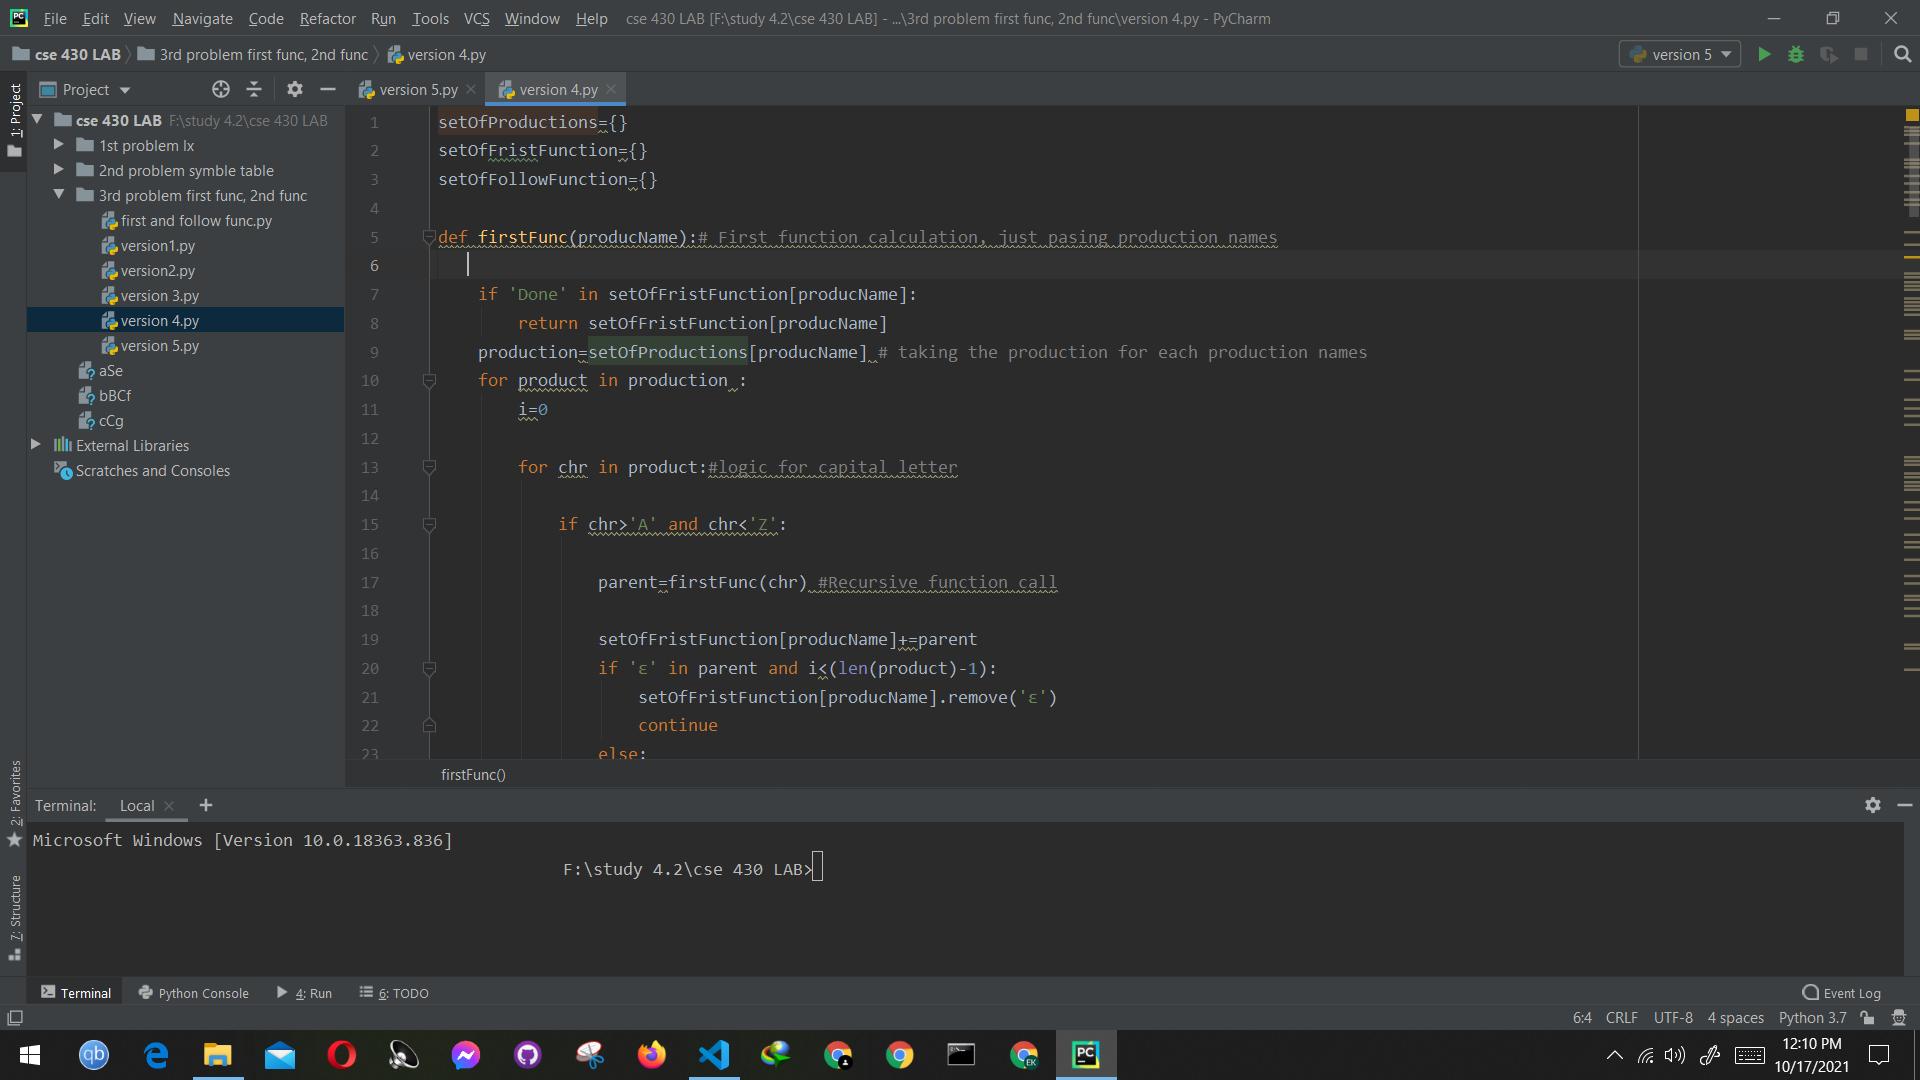 File Edit View Navigate Code Refactor Run Tools VCS Window Help cse 430 LAB [F:\study 4.2\cse 430 LAB] - ...\3rd problem first func, 2nd func\version 4.py - PyCharm
cse 430 LAB 3rd problem first func, 2nd func version 4.py version 5
1: Project
Project version 5.py version 4.py
cse 430 LAB F:\study 4.2\cse 430 LAB
1st problem lx
2nd problem symble table
3rd problem first func, 2nd func
first and follow func.py
version1.py
version2.py
version 3.py
version 4.py
version 5.py
aSe
bBCf
cCg
External Libraries
Scratches and Consoles
1 setOfProductions={}
2 setOfFristFunction={}
3 setOfFollowFunction={}
4
5 def firstFunc(producName):# First function calculation, just pasing production names
6
7 if 'Done' in setOfFristFunction[producName]:
8 return setOfFristFunction[producName]
9 production=setOfProductions[producName] # taking the production for each production names
10 for product in production :
11 i=0
12
13 for chr in product:#logic for capital letter
14
15 if chr>'A' and chr<'Z':
16
17 parent=firstFunc(chr) #Recursive function call
18
19 setOfFristFunction[producName]+=parent
20 if 'ε' in parent and i<(len(product)-1):
21 setOfFristFunction[producName].remove('ε')
22 continue
23 else:
firstFunc()
2: Favorites
7: Structure
Terminal: Local +
Microsoft Windows [Version 10.0.18363.836]
F:\study 4.2\cse 430 LAB>
Terminal Python Console 4: Run 6: TODO Event Log
6:4 CRLF UTF-8 4 spaces Python 3.7
qb EK PC
12:10 PM
10/17/2021